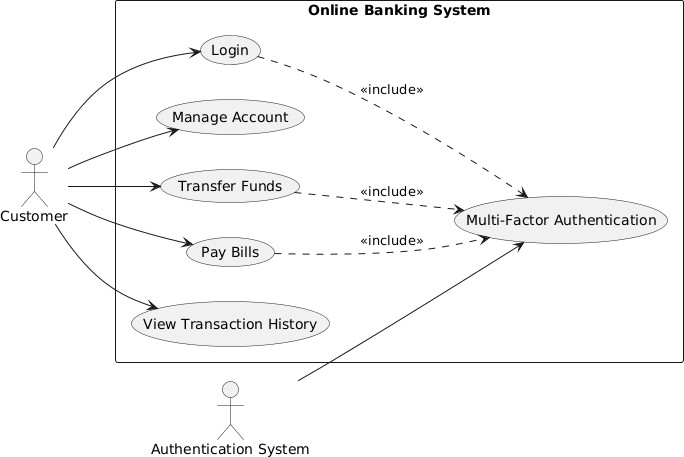 Online Banking System
Login
«include»
Manage Account
Transfer Funds
«include»
Customer
Multi-Factor Authentication
Pay Bills
«include»
View Transaction History
Authentication System